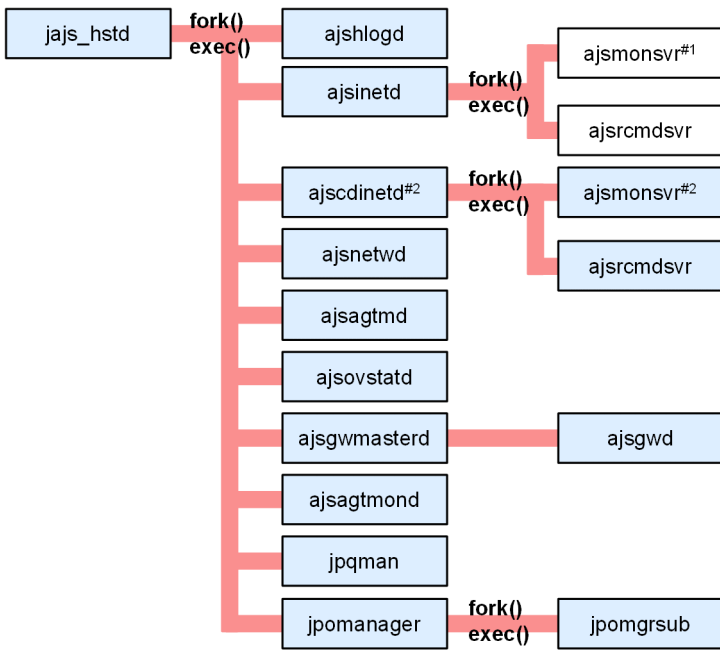 jajs_hstd
fork()
exec()
ajshlogd
ajsinetd
fork()
exec()
ajsmonsvr#1
ajsrcmdsvr
ajscdinetd#2
fork()
exec()
ajsmonsvr#2
ajsrcmdsvr
ajsnetwd
ajsagtmd
ajsovstatd
ajsgwmasterd
ajsgwd
ajsagtmond
jpqman
jpomanager
fork()
exec()
jpomgrsub